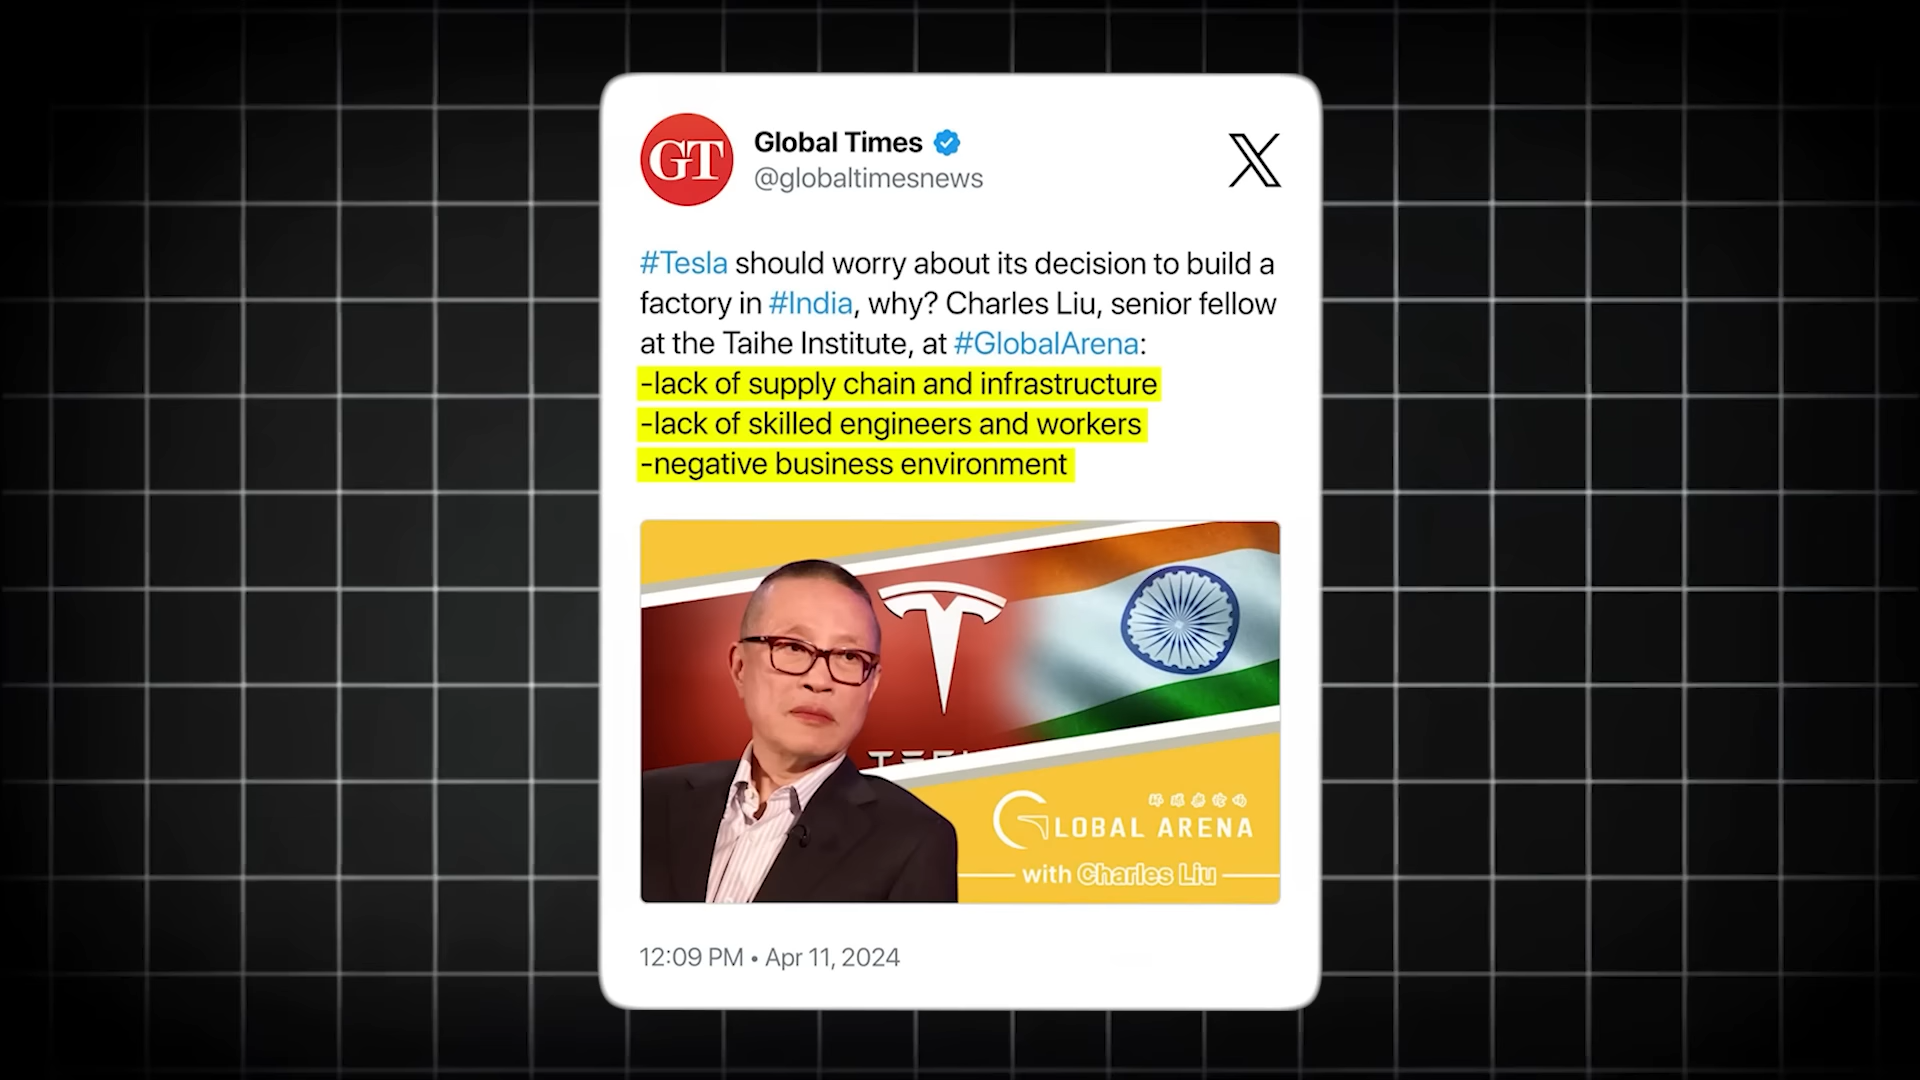 GT
Global Times
@globaltimesnews
X
#Tesla should worry about its decision to build a
factory in #India, why? Charles Liu, senior fellow
at the Taihe Institute, at #GlobalArena:
-lack of supply chain and infrastructure
-lack of skilled engineers and workers
-negative business environment
GLOBAL ARENA
with Charles Liu
12:09 PM • Apr 11, 2024